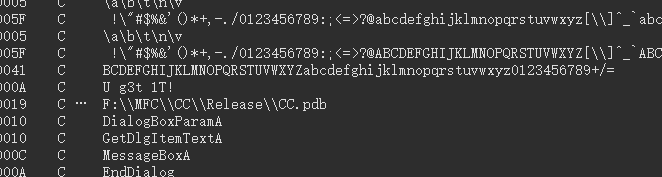 0005 C \a\b\t\n\v
005F C  !\"#$%&'()*+,-./0123456789:;<=>?@abcdefghijklmnopqrstuvwxyz[\\]^_`abc
0005 C \a\b\t\n\v
005F C  !\"#$%&'()*+,-./0123456789:;<=>?@ABCDEFGHIJKLMNOPQRSTUVWXYZ[\\]^_`ABC
0041 C BCDEFGHIJKLMNOPQRSTUVWXYZabcdefghijklmnopqrstuvwxyz0123456789+/=
000A C U g3t 1T!
0019 C … F:\\MFC\\CC\\Release\\CC.pdb
0010 C DialogBoxParamA
0010 C GetDlgItemTextA
000C C MessageBoxA
000A C EndDialog